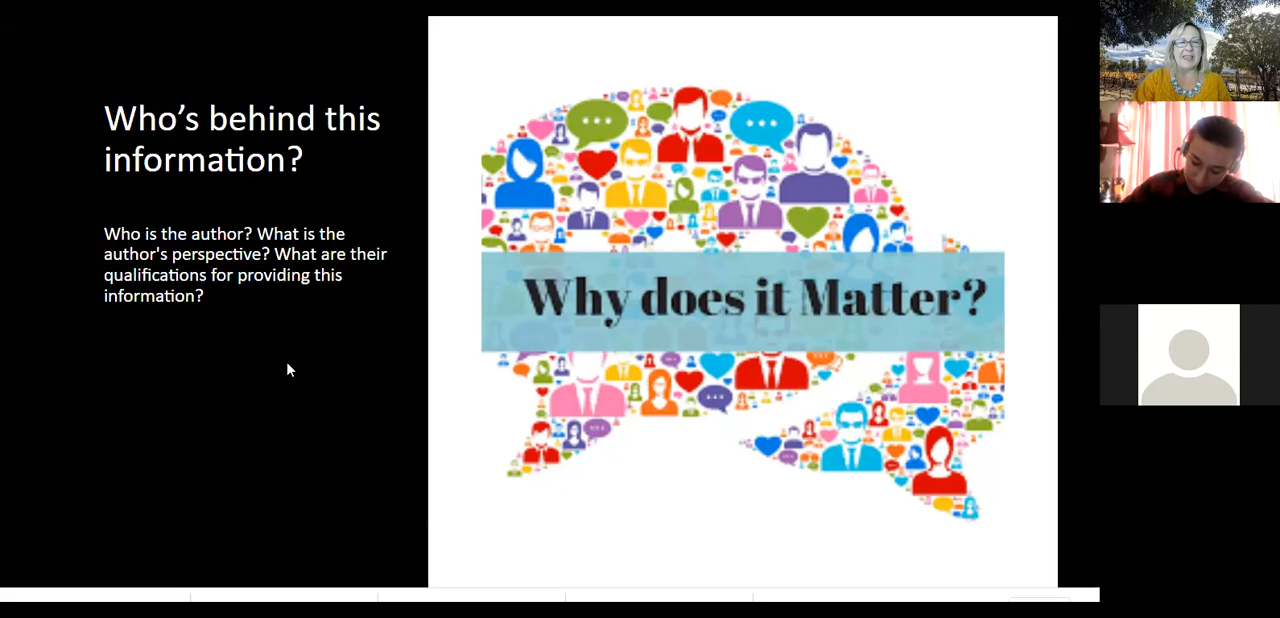 Who’s behind this
information?
Who is the author? What is the
author's perspective? What are their
qualifications for providing this
information?
Why does it Matter?